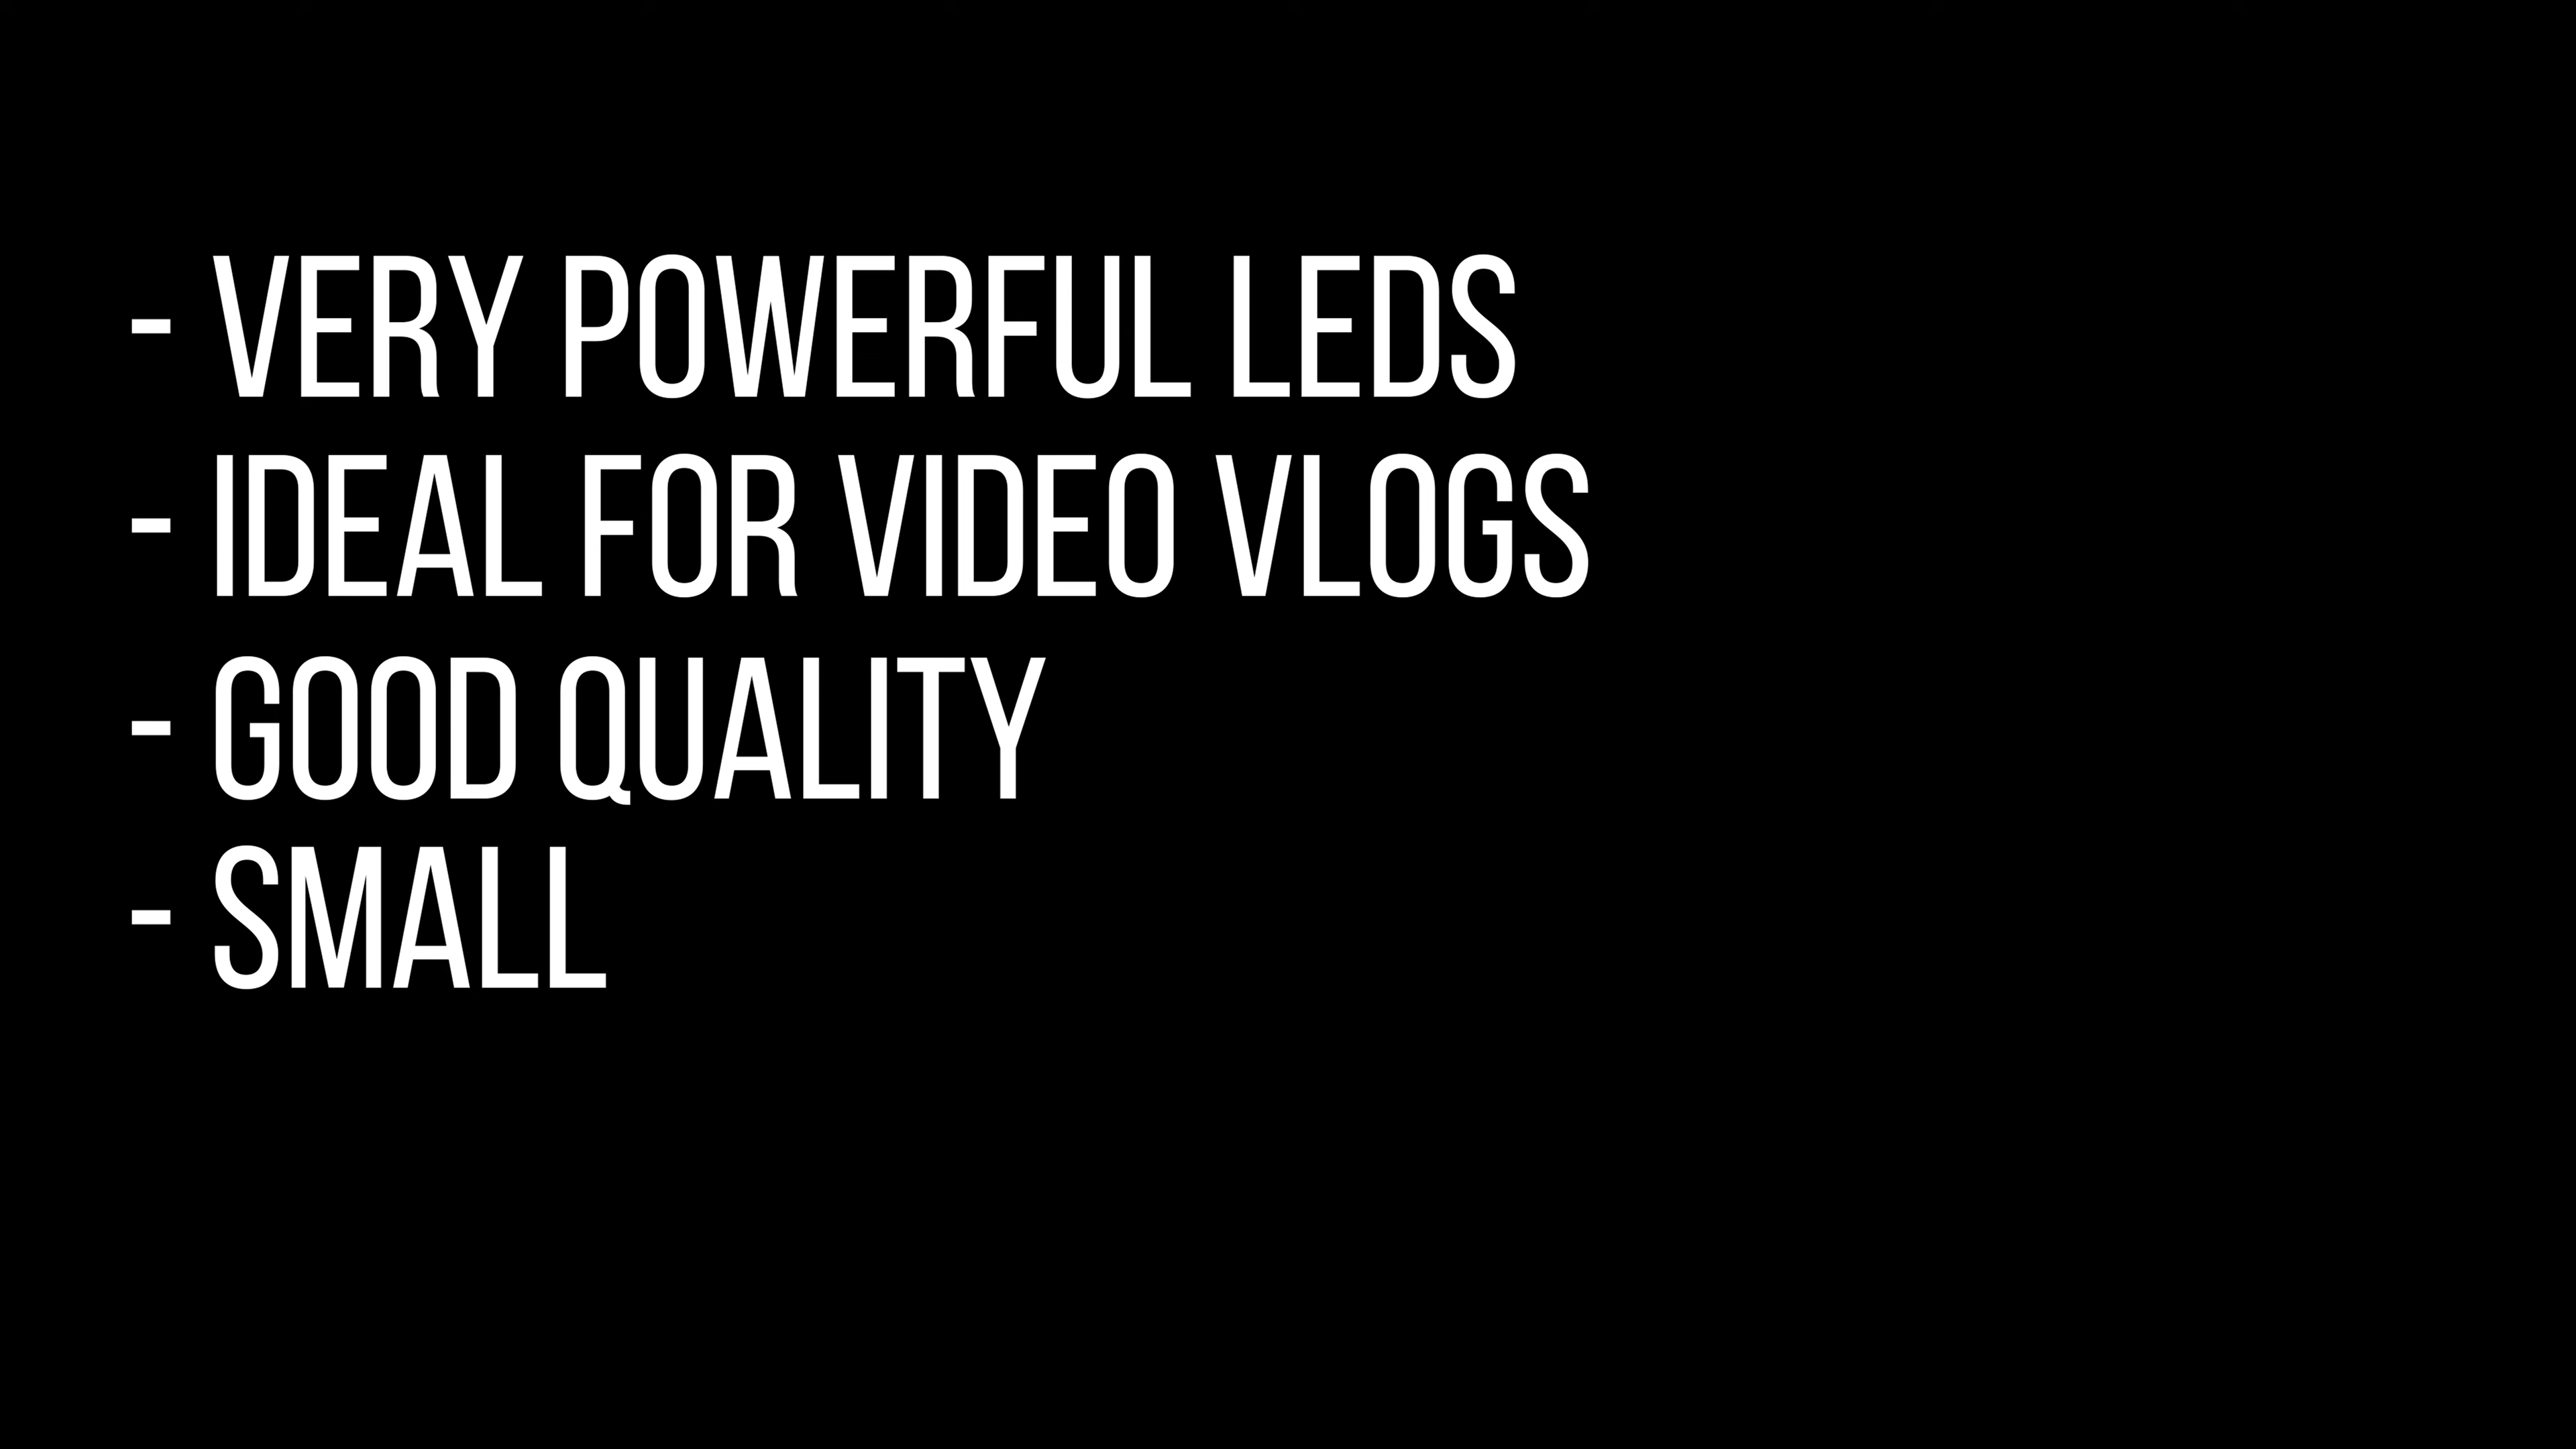 - VERY POWERFUL LEDS
- IDEAL FOR VIDEO VLOGS
- GOOD QUALITY
- SMALL